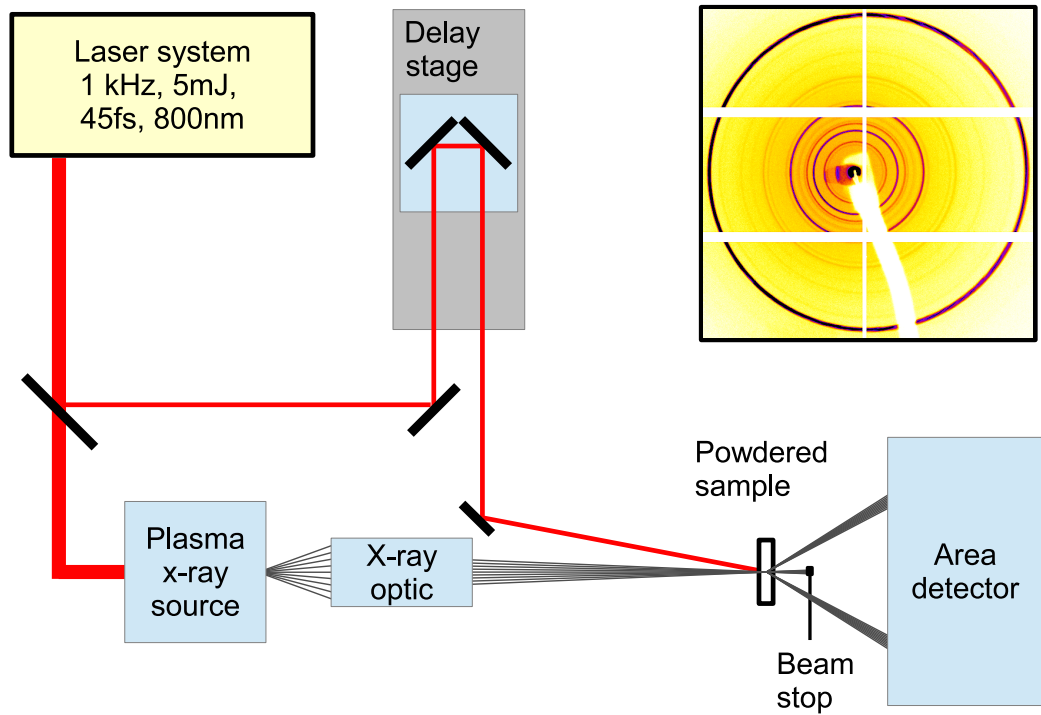 Laser system
1 kHz, 5mJ,
45fs, 800nm
Delay
stage
Powdered
sample
Plasma
x-ray
source
X-ray
optic
Area
detector
Beam
stop